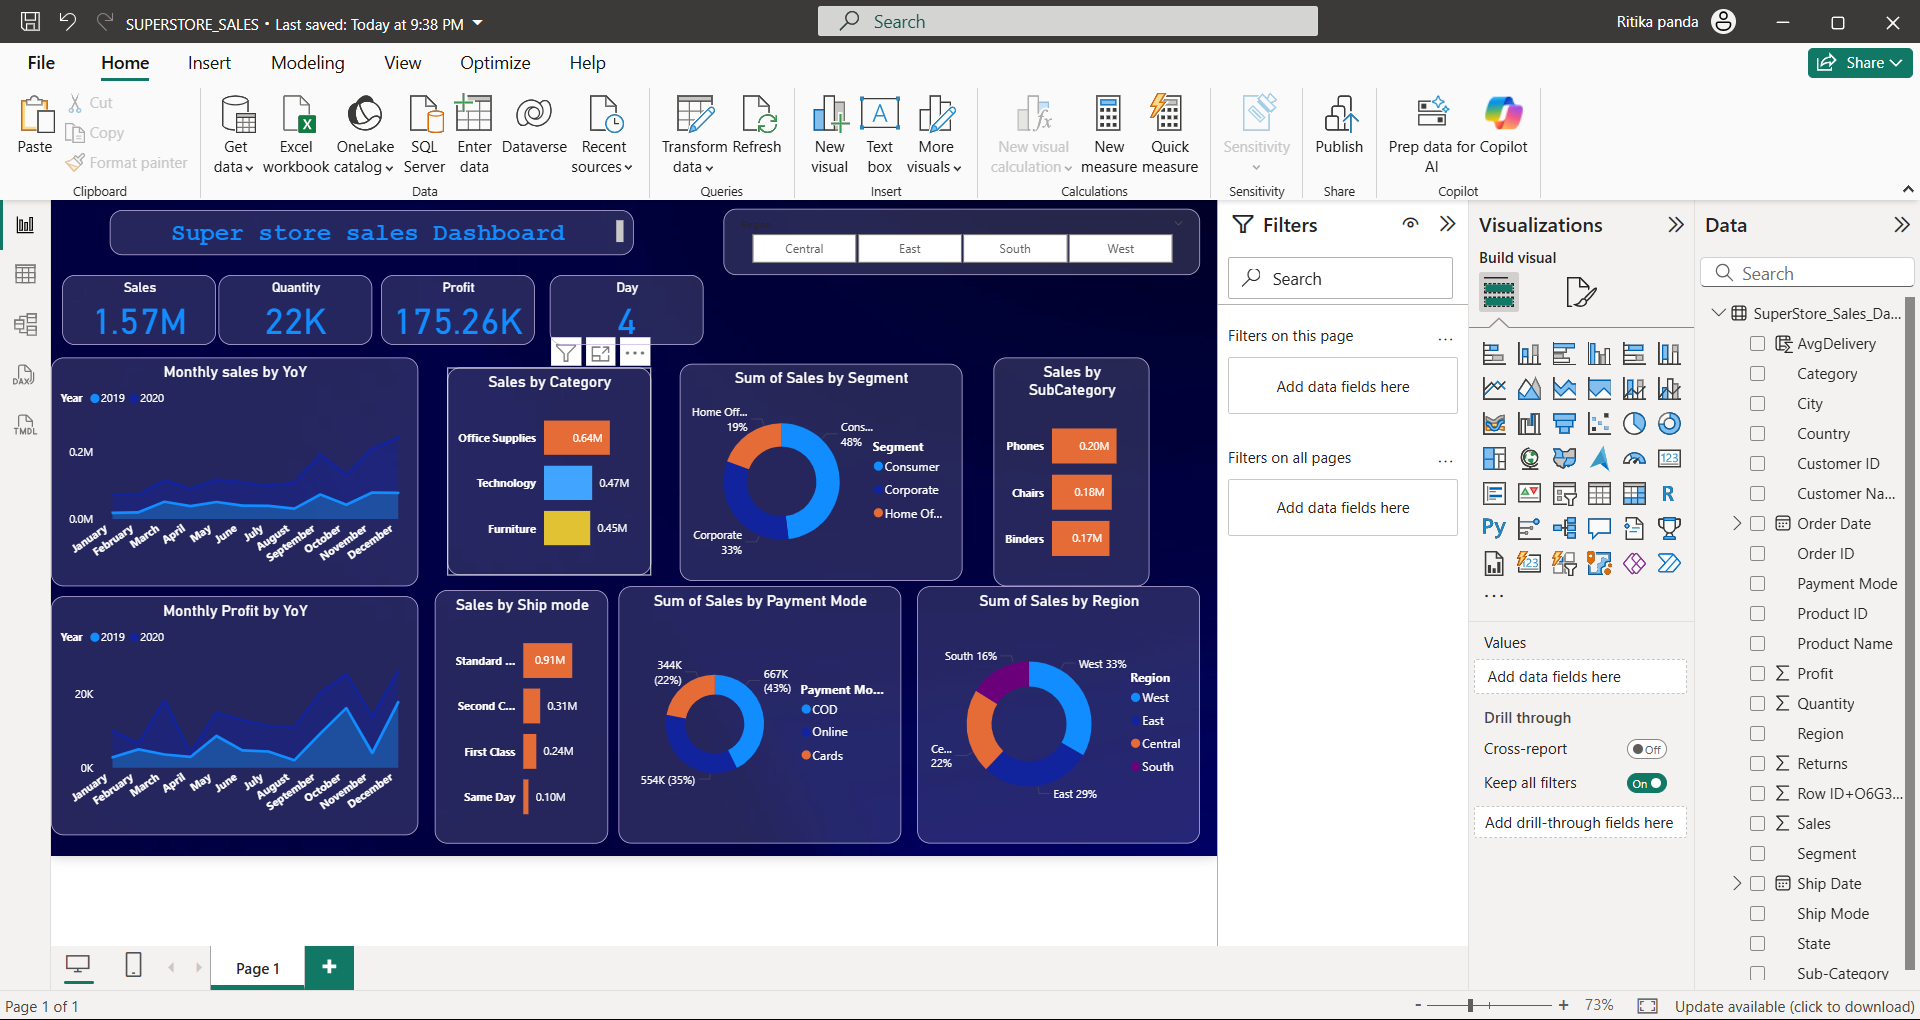 SUPERSTORE_SALES • Last saved: Today at 9:38 PM
Search
Ritika panda
File
Home
Insert
Modeling
View
Optimize
Help
Share
Paste
Cut
Copy
Format painter
Clipboard
Get data
Excel workbook
OneLake catalog
SQL Server
Enter data
Dataverse
Recent sources
Data
Transform data
Refresh
Queries
New visual
Text box
More visuals
Insert
New visual calculation
New measure
Quick measure
Calculations
Sensitivity
Sensitivity
Publish
Share
Prep data for AI
Copilot
Copilot
DAX
TMDL
Super store sales Dashboard
Central
East
South
West
Sales
1.57M
Quantity
22K
Profit
175.26K
Day
4
Monthly sales by YoY
Year 2019 2020
0.2M
0.0M
January
February
March
April
May
June
July
August
September
October
November
December
Sales by Category
Office Supplies 0.64M
Technology 0.47M
Furniture 0.45M
Sum of Sales by Segment
Home Off... 19%
Cons... 48%
Corporate 33%
Segment
Consumer
Corporate
Home Of...
Sales by SubCategory
Phones 0.20M
Chairs 0.18M
Binders 0.17M
Monthly Profit by YoY
Year 2019 2020
20K
0K
January
February
March
April
May
June
July
August
September
October
November
December
Sales by Ship mode
Standard ... 0.91M
Second C... 0.31M
First Class 0.24M
Same Day 0.10M
Sum of Sales by Payment Mode
344K (22%)
667K (43%)
554K (35%)
Payment Mo...
COD
Online
Cards
Sum of Sales by Region
South 16%
West 33%
Ce... 22%
East 29%
Region
West
East
Central
South
Filters
Search
Filters on this page
...
Add data fields here
Filters on all pages
...
Add data fields here
Visualizations
Build visual
123
R
Py
123
...
Values
Add data fields here
Drill through
Cross-report
Off
Keep all filters
On
Add drill-through fields here
Data
Search
SuperStore_Sales_Da...
AvgDelivery
Category
City
Country
Customer ID
Customer Na...
Order Date
Order ID
Payment Mode
Product ID
Product Name
Profit
Quantity
Region
Returns
Row ID+O6G3...
Sales
Segment
Ship Date
Ship Mode
State
Sub-Category
Page 1
Page 1 of 1
- + 73%
Update available (click to download)